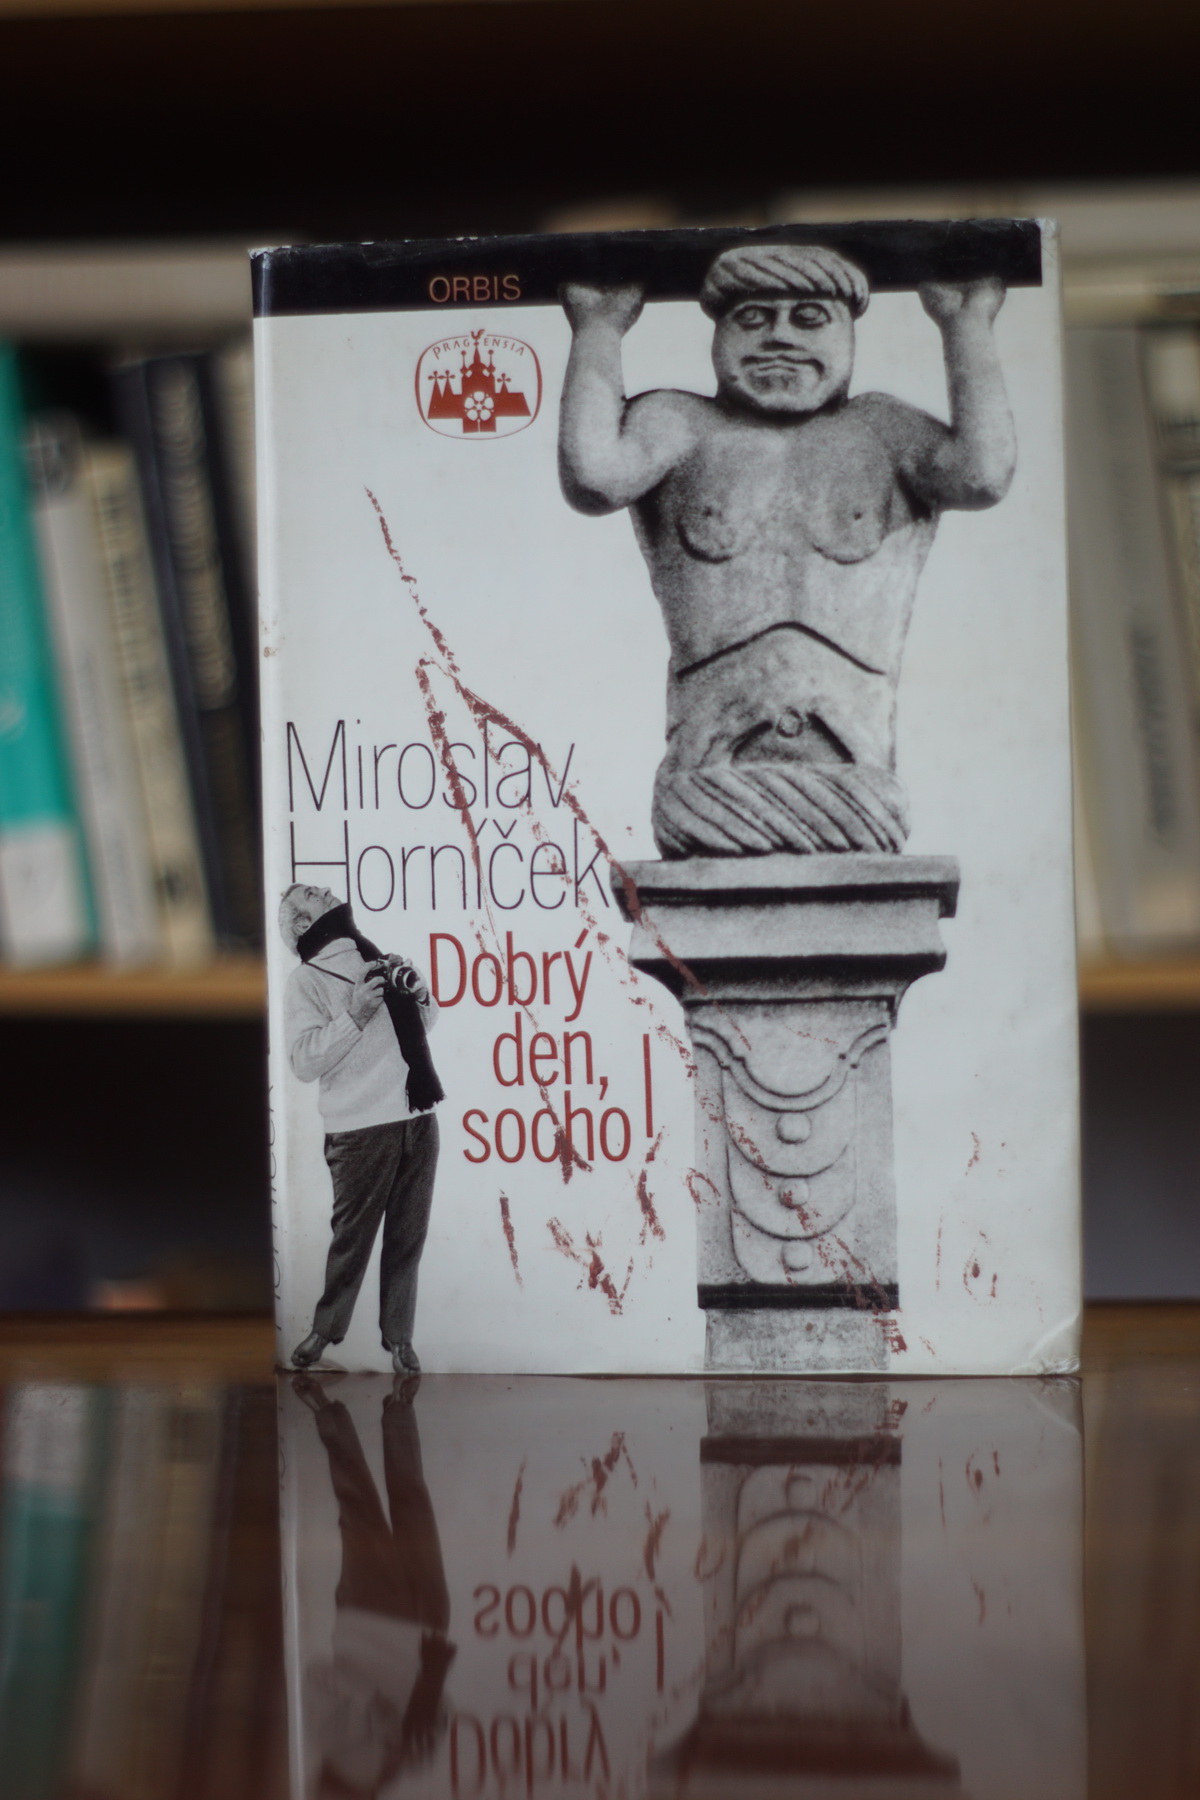 ORBIS
PRAGENSIA
Miroslav
Horníček
Dobrý
den,
socho!